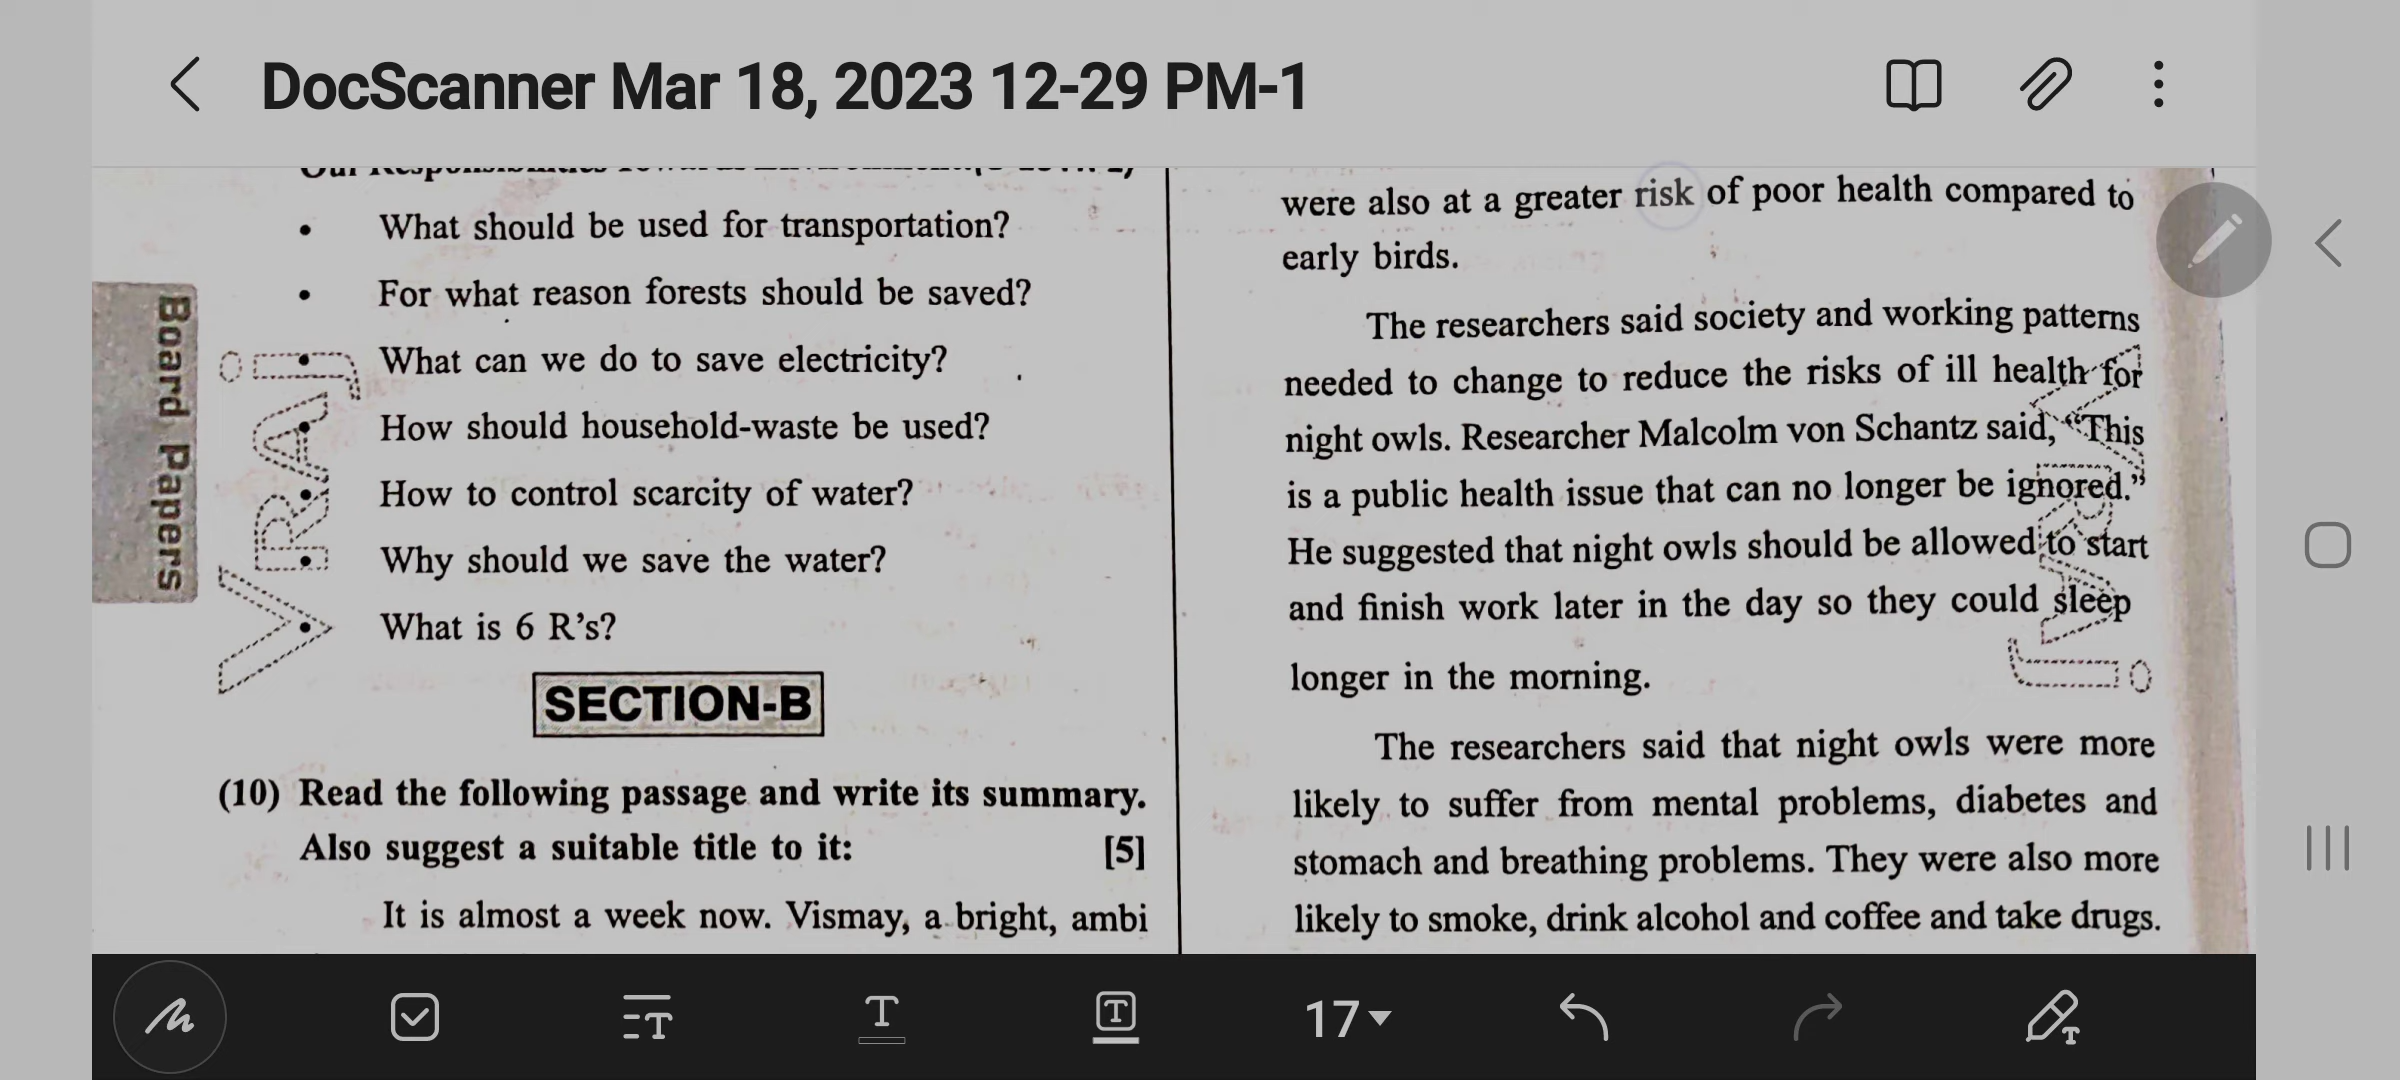 DocScanner Mar 18, 2023 12-29 PM-1
Our Responsibilities
• What should be used for transportation?
• For what reason forests should be saved?
• What can we do to save electricity?
• How should household-waste be used?
• How to control scarcity of water?
• Why should we save the water?
• What is 6 R's?
Board Papers
VIRAJ
SECTION-B
(10) Read the following passage and write its summary.
Also suggest a suitable title to it: [5]
It is almost a week now. Vismay, a bright, ambi
were also at a greater risk of poor health compared to
early birds.
The researchers said society and working patterns
needed to change to reduce the risks of ill health for
night owls. Researcher Malcolm von Schantz said, “This
is a public health issue that can no longer be ignored.”
He suggested that night owls should be allowed to start
and finish work later in the day so they could sleep
longer in the morning.
The researchers said that night owls were more
likely to suffer from mental problems, diabetes and
stomach and breathing problems. They were also more
likely to smoke, drink alcohol and coffee and take drugs.
17